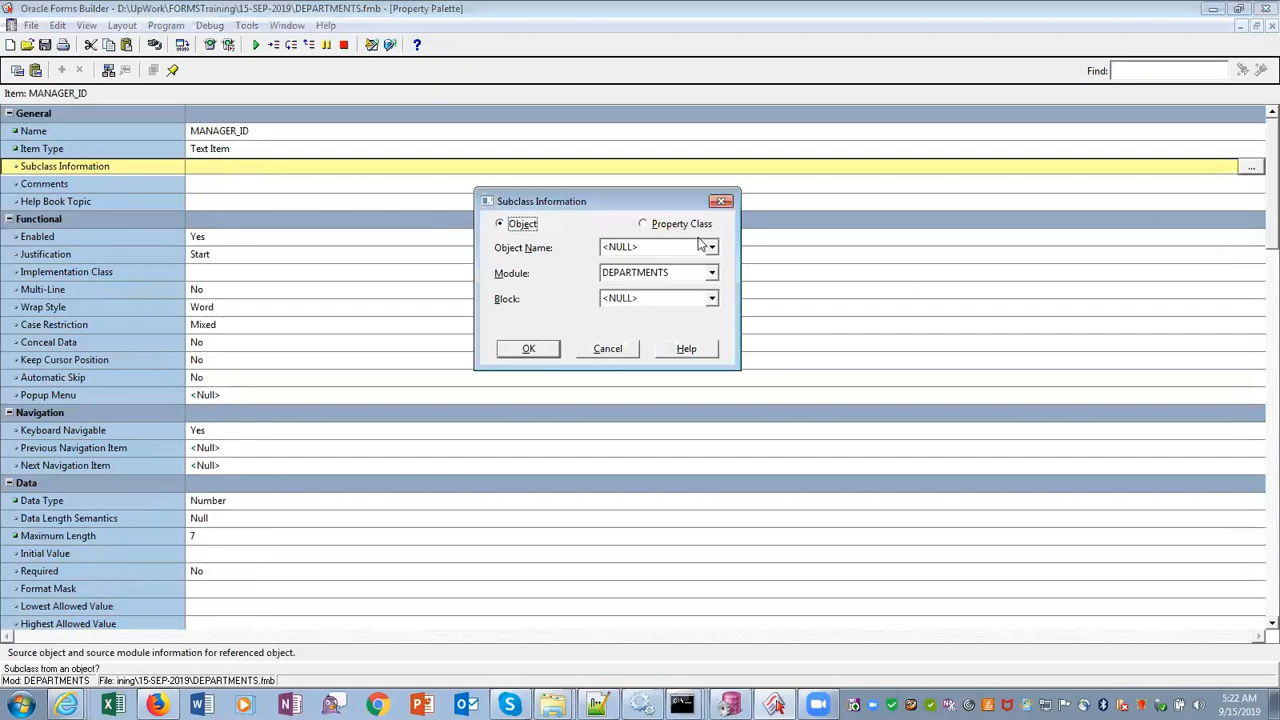 Oracle Forms Builder - D:\UpWork\FORMSTraining\15-SEP-2019\DEPARTMENTS.fmb - [Property Palette]
File Edit View Layout Program Debug Tools Window Help
Find:
Item: MANAGER_ID
General
Name MANAGER_ID
Item Type Text Item
Subclass Information ...
Comments
Help Book Topic
Functional
Enabled Yes
Justification Start
Implementation Class
Multi-Line No
Wrap Style Word
Case Restriction Mixed
Conceal Data No
Keep Cursor Position No
Automatic Skip No
Popup Menu <Null>
Navigation
Keyboard Navigable Yes
Previous Navigation Item <Null>
Next Navigation Item <Null>
Data
Data Type Number
Data Length Semantics Null
Maximum Length 7
Initial Value
Required No
Format Mask
Lowest Allowed Value
Highest Allowed Value
Subclass Information
Object Property Class
Object Name: <NULL>
Module: DEPARTMENTS
Block: <NULL>
OK Cancel Help
Source object and source module information for referenced object.
Subclass from an object?
Mod: DEPARTMENTS File: ining\15-SEP-2019\DEPARTMENTS.fmb
5:22 AM
9/15/2019